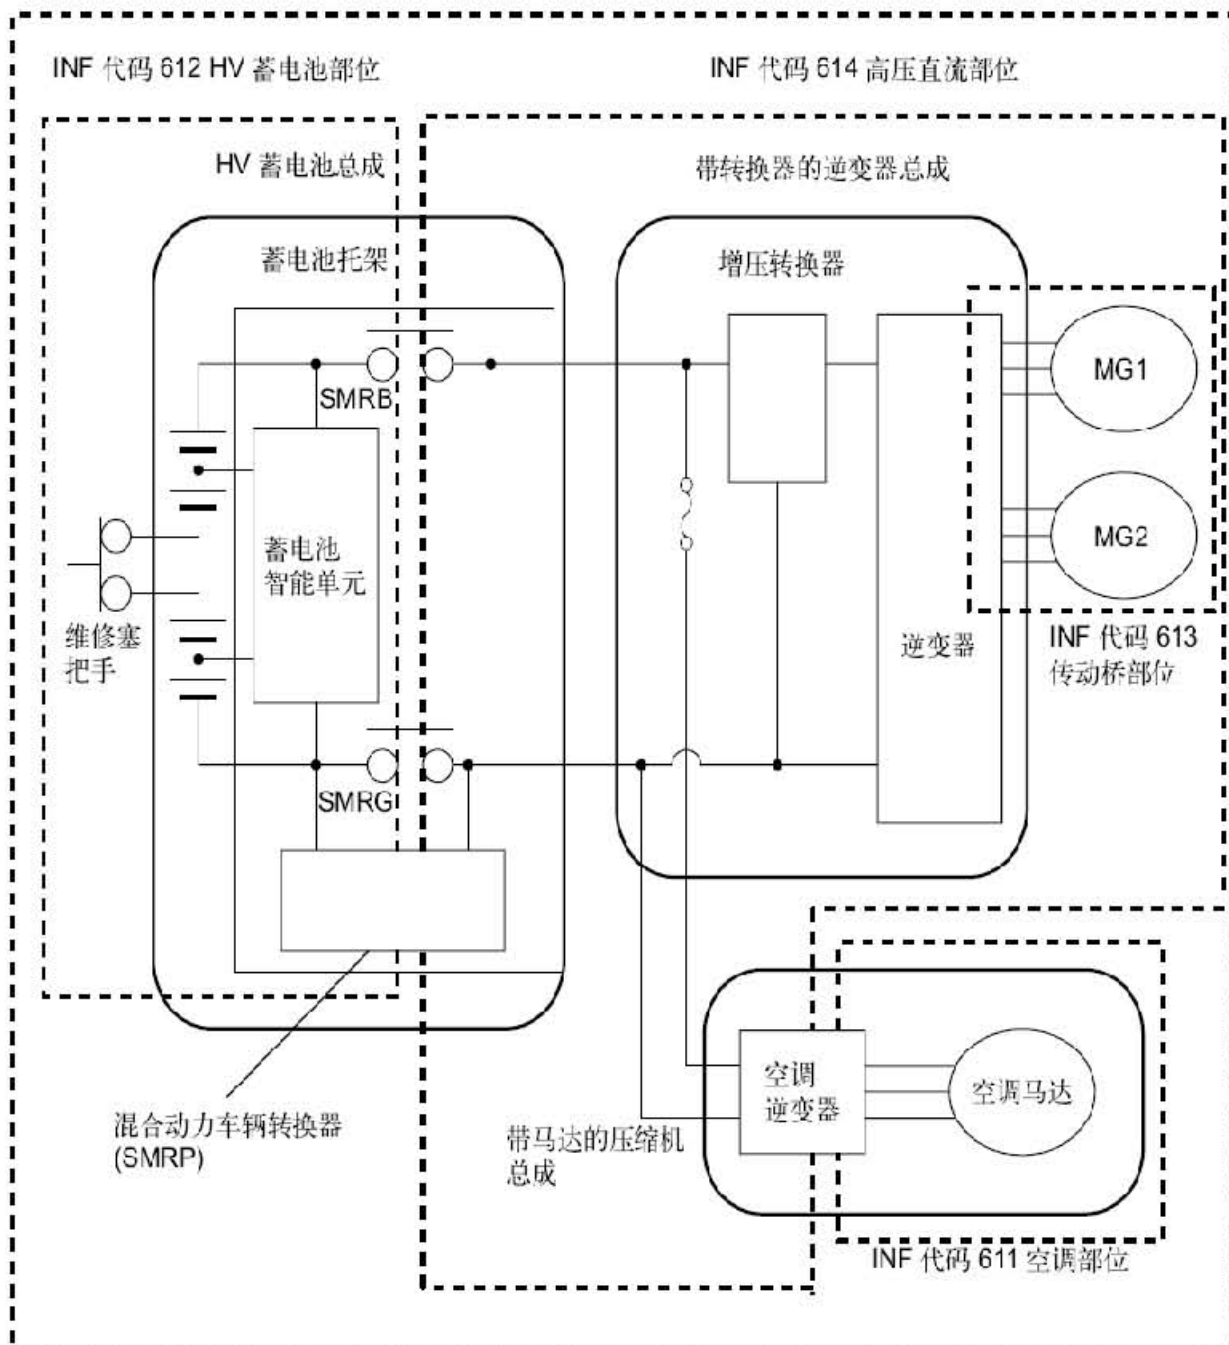 INF 代码 612 HV 蓄电池部位
INF 代码 614 高压直流部位
HV 蓄电池总成
带转换器的逆变器总成
蓄电池托架
增压转换器
SMRB
MG1
蓄电池
智能单元
MG2
维修塞
把手
逆变器
INF 代码 613
传动桥部位
SMRG
空调
逆变器
空调马达
混合动力车辆转换器
(SMRP)
带马达的压缩机
总成
INF 代码 611 空调部位